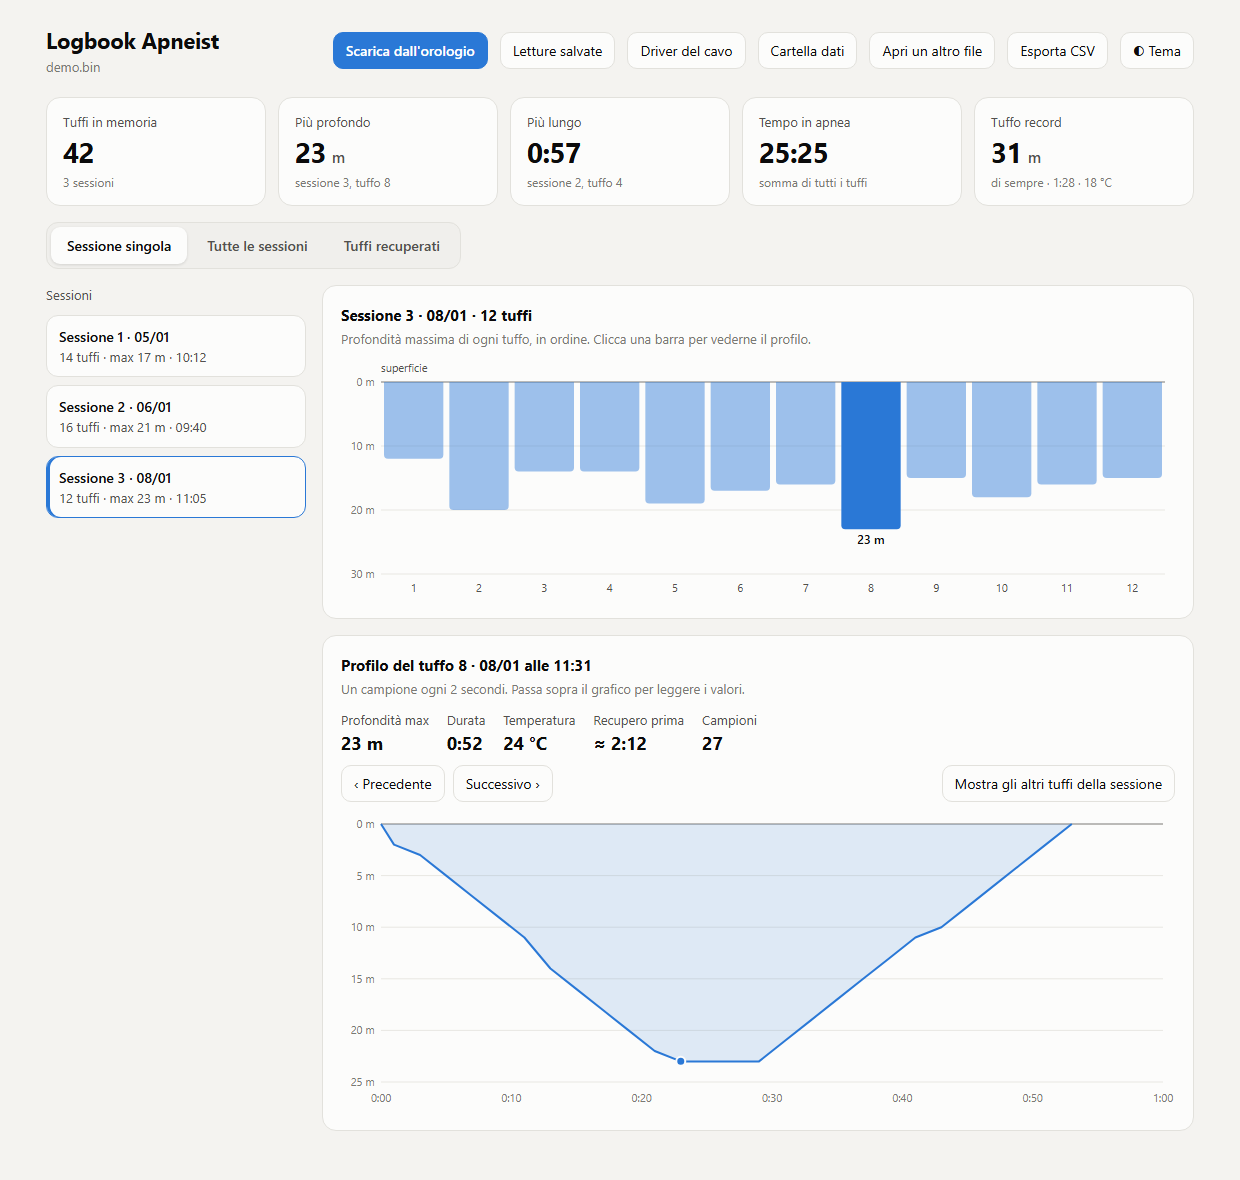 Logbook Apneist
demo.bin
Scarica dall'orologio
Letture salvate
Driver del cavo
Cartella dati
Apri un altro file
Esporta CSV
◐ Tema
Tuffi in memoria
42
3 sessioni
Più profondo
23 m
sessione 3, tuffo 8
Più lungo
0:57
sessione 2, tuffo 4
Tempo in apnea
25:25
somma di tutti i tuffi
Tuffo record
31 m
di sempre · 1:28 · 18 °C
Sessione singola
Tutte le sessioni
Tuffi recuperati
Sessioni
Sessione 1 · 05/01
14 tuffi · max 17 m · 10:12
Sessione 2 · 06/01
16 tuffi · max 21 m · 09:40
Sessione 3 · 08/01
12 tuffi · max 23 m · 11:05
Sessione 3 · 08/01 · 12 tuffi
Profondità massima di ogni tuffo, in ordine. Clicca una barra per vederne il profilo.
superficie
0 m
10 m
20 m
30 m
23 m
1 2 3 4 5 6 7 8 9 10 11 12
Profilo del tuffo 8 · 08/01 alle 11:31
Un campione ogni 2 secondi. Passa sopra il grafico per leggere i valori.
Profondità max
23 m
Durata
0:52
Temperatura
24 °C
Recupero prima
≈ 2:12
Campioni
27
‹ Precedente
Successivo ›
Mostra gli altri tuffi della sessione
0 m
5 m
10 m
15 m
20 m
25 m
0:00 0:10 0:20 0:30 0:40 0:50 1:00